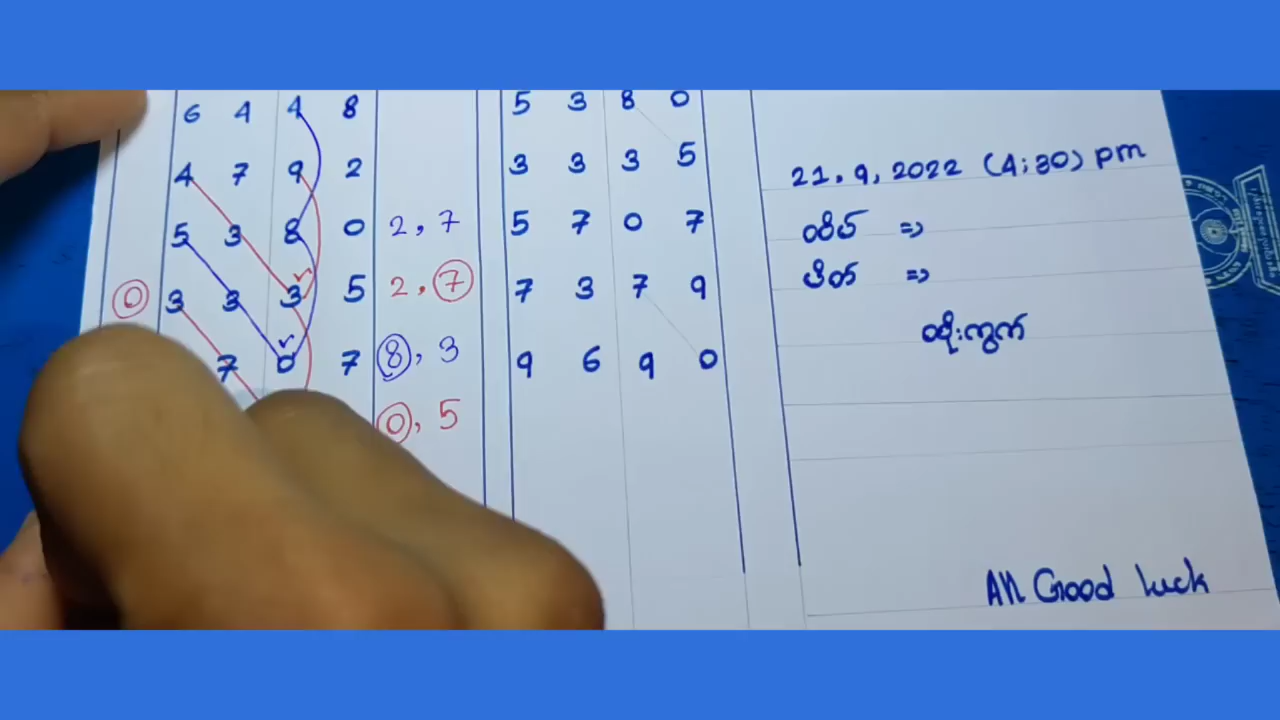 6 4 4 8
4 7 9 2
5 3 8 0 2, 7
0 3 3 3 5 2, 7
7 0 7 8, 3
0, 5
5 3 8 0
3 3 3 5
5 7 0 7
7 3 7 9
9 6 9 0
21.9, 2022 (4;30) pm
ထိပ် ⇒
ပိတ် ⇒
ထိုးကွက်
All Good luck